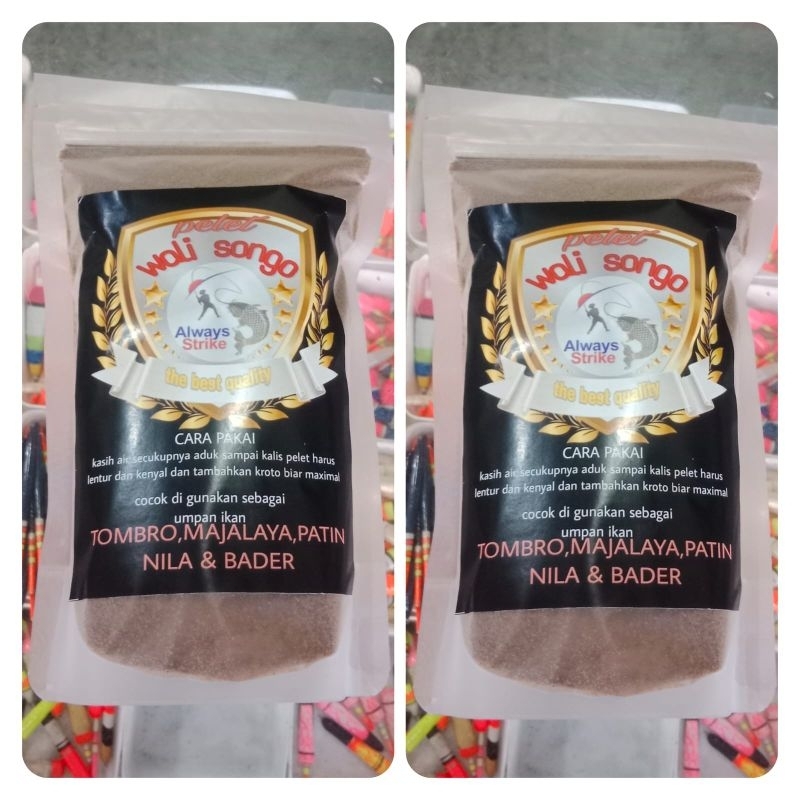 pelet
wali songo
Always
Strike
the best quality
CARA PAKAI
kasih air secukupnya aduk sampai kalis pelet harus
lentur dan kenyal dan tambahkan kroto biar maximal
cocok di gunakan sebagai
umpan ikan
TOMBRO,MAJALAYA,PATIN
NILA & BADER
pelet
wali songo
Always
Strike
the best quality
CARA PAKAI
kasih air secukupnya aduk sampai kalis pelet harus
lentur dan kenyal dan tambahkan kroto biar maximal
cocok di gunakan sebagai
umpan ikan
TOMBRO,MAJALAYA,PATIN
NILA & BADER